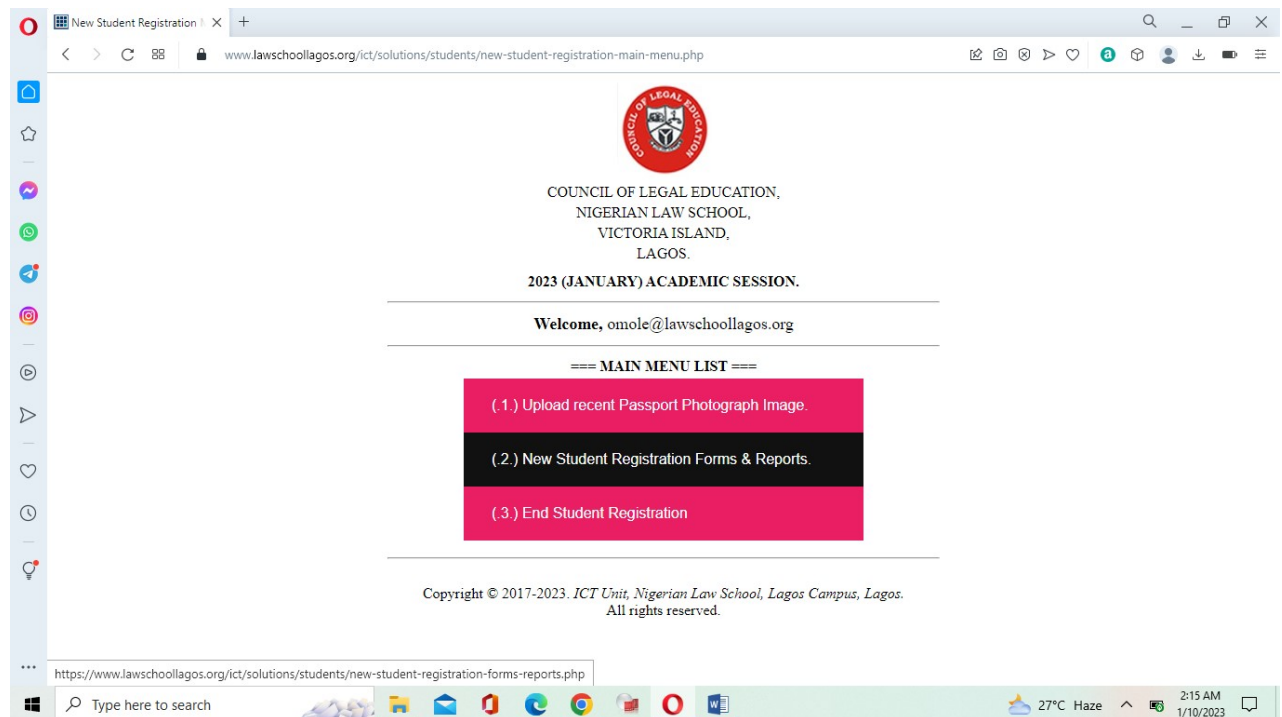 New Student Registration
www.lawschoollagos.org/ict/solutions/students/new-student-registration-main-menu.php
COUNCIL OF LEGAL EDUCATION
COUNCIL OF LEGAL EDUCATION,
NIGERIAN LAW SCHOOL,
VICTORIA ISLAND,
LAGOS.
2023 (JANUARY) ACADEMIC SESSION.
Welcome, omole@lawschoollagos.org
=== MAIN MENU LIST ===
(.1.) Upload recent Passport Photograph Image.
(.2.) New Student Registration Forms & Reports.
(.3.) End Student Registration
Copyright © 2017-2023. ICT Unit, Nigerian Law School, Lagos Campus, Lagos.
All rights reserved.
https://www.lawschoollagos.org/ict/solutions/students/new-student-registration-forms-reports.php
Type here to search
27°C Haze
2:15 AM
1/10/2023